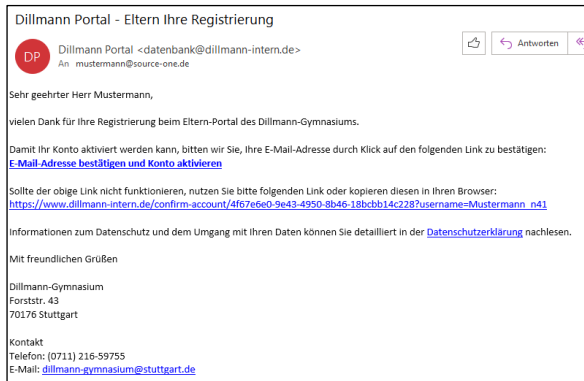 Dillmann Portal - Eltern Ihre Registrierung
DP
Dillmann Portal <datenbank@dillmann-intern.de>
An mustermann@source-one.de
Antworten
Sehr geehrter Herr Mustermann,
vielen Dank für Ihre Registrierung beim Eltern-Portal des Dillmann-Gymnasiums.
Damit Ihr Konto aktiviert werden kann, bitten wir Sie, Ihre E-Mail-Adresse durch Klick auf den folgenden Link zu bestätigen:
E-Mail-Adresse bestätigen und Konto aktivieren
Sollte der obige Link nicht funktionieren, nutzen Sie bitte folgenden Link oder kopieren diesen in Ihren Browser:
https://www.dillmann-intern.de/confirm-account/4f67e6e0-9e43-4950-8b46-18bcbb14c228?username=Mustermann_n41
Informationen zum Datenschutz und dem Umgang mit Ihren Daten können Sie detailliert in der Datenschutzerklärung nachlesen.
Mit freundlichen Grüßen
Dillmann-Gymnasium
Forststr. 43
70176 Stuttgart
Kontakt
Telefon: (0711) 216-59755
E-Mail: dillmann-gymnasium@stuttgart.de